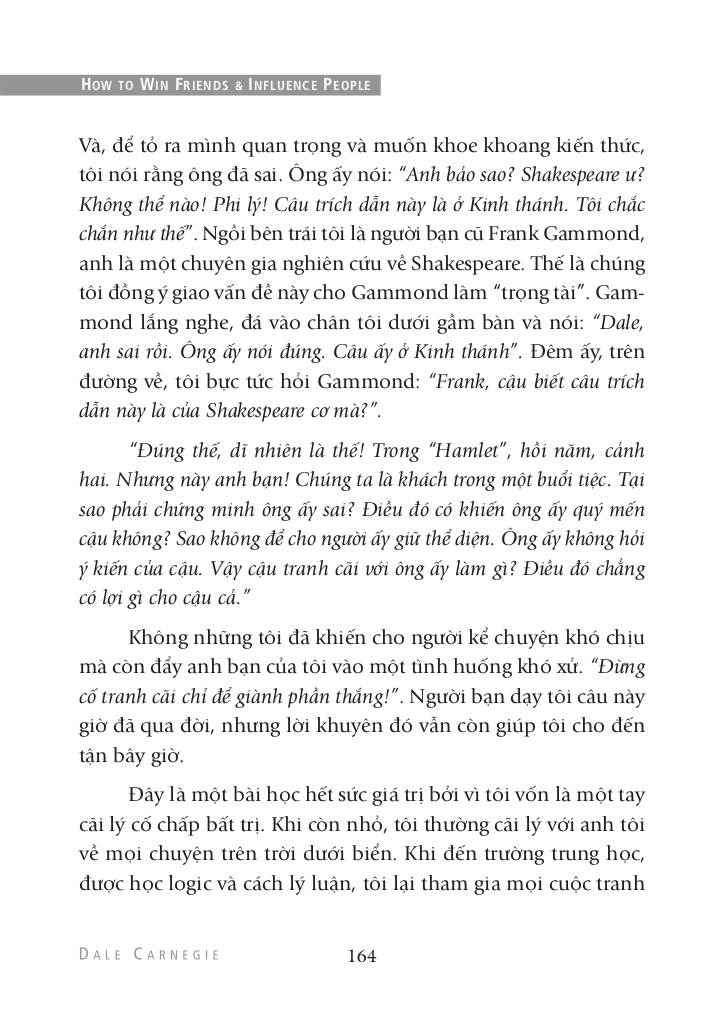 HOW TO WIN FRIENDS & INFLUENCE PEOPLE
Và, để tỏ ra mình quan trọng và muốn khoe khoang kiến thức,
tôi nói rằng ông đã sai. Ông ấy nói: “Anh bảo sao? Shakespeare ư?
Không thể nào! Phi lý! Câu trích dẫn này là ở Kinh thánh. Tôi chắc
chắn như thế”. Ngồi bên trái tôi là người bạn cũ Frank Gammond,
anh là một chuyên gia nghiên cứu về Shakespeare. Thế là chúng
tôi đồng ý giao vấn đề này cho Gammond làm “trọng tài”. Gam-
mond lắng nghe, đá vào chân tôi dưới gầm bàn và nói: “Dale,
anh sai rồi. Ông ấy nói đúng. Câu ấy ở Kinh thánh”. Đêm ấy, trên
đường về, tôi bực tức hỏi Gammond: “Frank, cậu biết câu trích
dẫn này là của Shakespeare cơ mà?”.
“Đúng thế, dĩ nhiên là thế! Trong “Hamlet”, hồi năm, cảnh
hai. Nhưng này anh bạn! Chúng ta là khách trong một buổi tiệc. Tại
sao phải chứng minh ông ấy sai? Điều đó có khiến ông ấy quý mến
cậu không? Sao không để cho người ấy giữ thể diện. Ông ấy không hỏi
ý kiến của cậu. Vậy cậu tranh cãi với ông ấy làm gì? Điều đó chẳng
có lợi gì cho cậu cả.”
Không những tôi đã khiến cho người kể chuyện khó chịu
mà còn đẩy anh bạn của tôi vào một tình huống khó xử. “Đừng
cố tranh cãi chỉ để giành phần thắng!”. Người bạn dạy tôi câu này
giờ đã qua đời, nhưng lời khuyên đó vẫn còn giúp tôi cho đến
tận bây giờ.
Đây là một bài học hết sức giá trị bởi vì tôi vốn là một tay
cãi lý cố chấp bất trị. Khi còn nhỏ, tôi thường cãi lý với anh tôi
về mọi chuyện trên trời dưới biển. Khi đến trường trung học,
được học logic và cách lý luận, tôi lại tham gia mọi cuộc tranh
DALE CARNEGIE
164